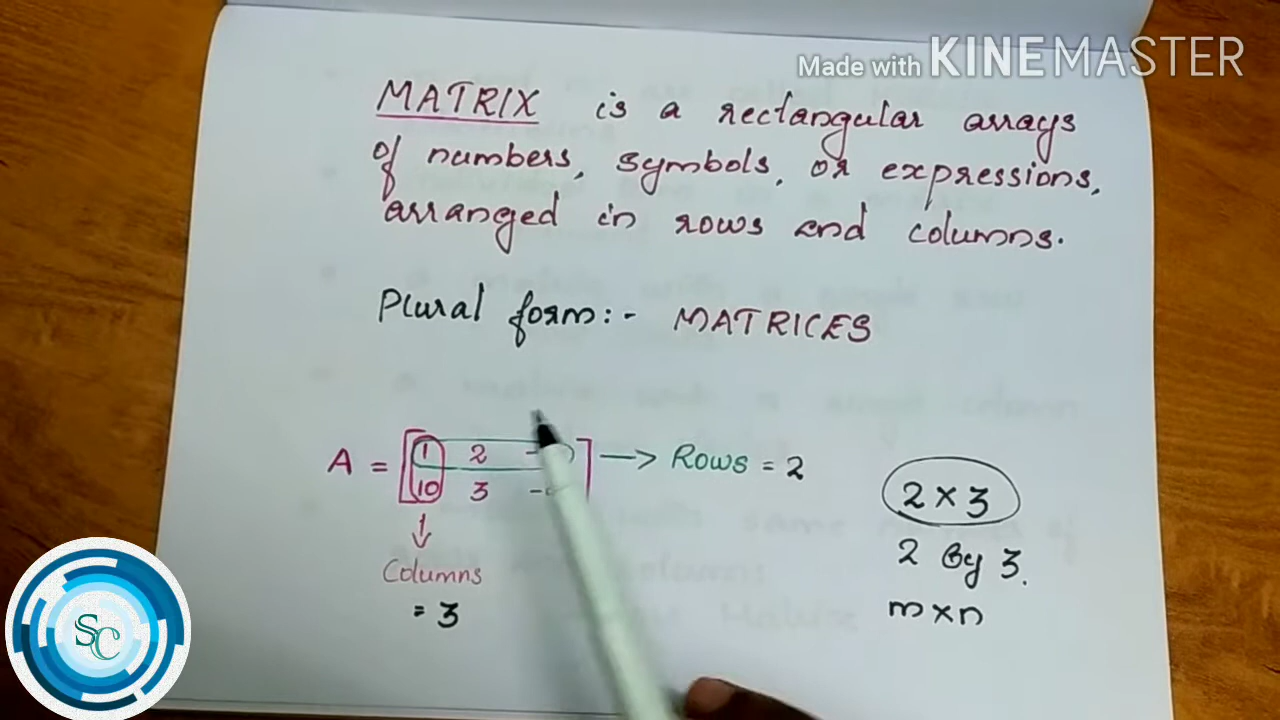 Made with KINEMASTER
MATRIX is a rectangular arrays
of numbers, symbols, or expressions,
arranged in rows and columns.
Plural form:- MATRICES
A = [ 1 2 ] → Rows = 2
10 3 -
↓
Columns
= 3
2 × 3
2 By 3.
m×n
SC